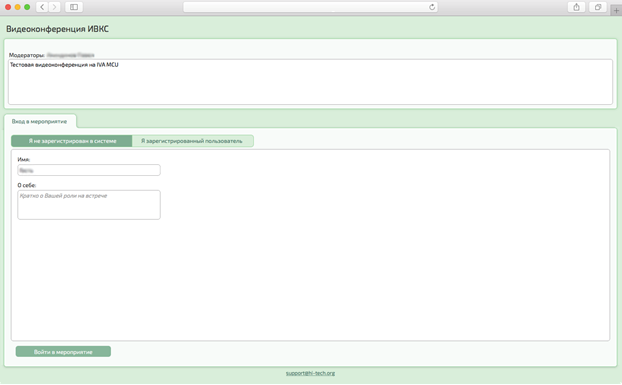 Видеоконференция ИВКС
Модераторы:
Тестовая видеоконференция на IVA MCU
Вход в мероприятие
Я не зарегистрирован в системе
Я зарегистрированный пользователь
Имя:
О себе:
Кратко о Вашей роли на встрече
Войти в мероприятие
support@hi-tech.org